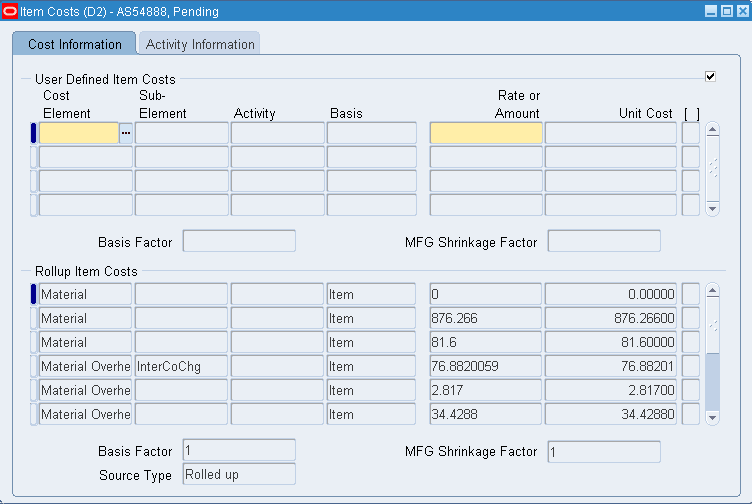 Item Costs (D2) - AS54888, Pending
Cost Information Activity Information
User Defined Item Costs
Cost Element Sub-Element Activity Basis Rate or Amount Unit Cost [ ]
...
Basis Factor MFG Shrinkage Factor
Rollup Item Costs
Material Item 0 0.00000
Material Item 876.266 876.26600
Material Item 81.6 81.60000
Material Overhe InterCoChg Item 76.8820059 76.88201
Material Overhe Item 2.817 2.81700
Material Overhe Item 34.4288 34.42880
Basis Factor 1 MFG Shrinkage Factor 1
Source Type Rolled up